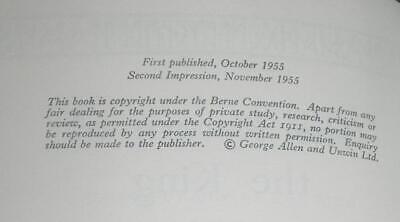 First published, October 1955
Second Impression, November 1955
This book is copyright under the Berne Convention. Apart from any
fair dealing for the purposes of private study, research, criticism or
review, as permitted under the Copyright Act 1911, no portion may
be reproduced by any process without written permission. Enquiry
should be made to the publisher. © George Allen and Unwin Ltd.